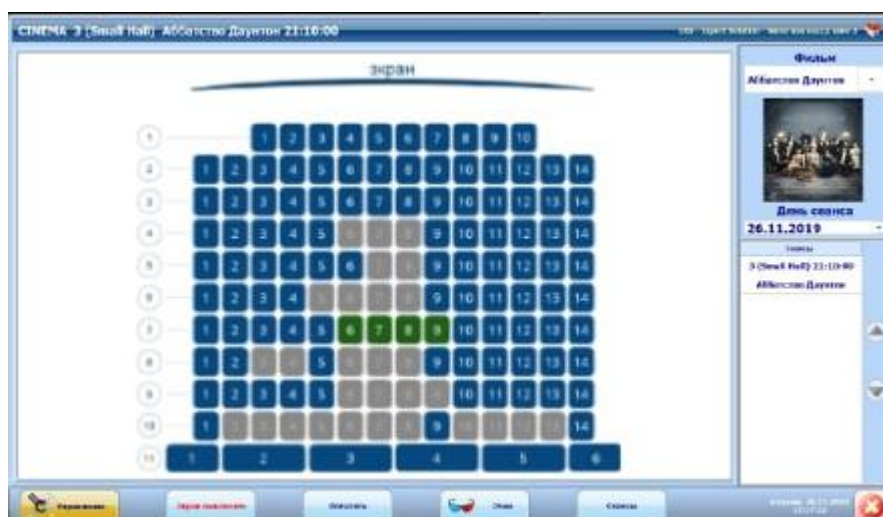 CINEMA 3 (Small Hall) Аббатство Даунтон 21:10:00
Фильм
экран
Аббатство Даунтон
1
1 2 3 4 5 6 7 8 9 10
2
1 2 3 4 5 6 7 8 9 10 11 12 13 14
3
1 2 3 4 5 6 7 8 9 10 11 12 13 14
День сеанса
4
1 2 3 4 5 9 10 11 12 13 14
26.11.2019
5
1 2 3 4 5 6 9 10 11 12 13 14
3 (Small Hall) 21:10:00
6
1 2 3 4 9 10 11 12 13 14
Аббатство Даунтон
7
1 2 3 4 5 6 7 8 9 10 11 12 13 14
8
1 2 5 9 10 11 12 13 14
9
1 2 3 4 5 10 11 12 13 14
10
1 9 14
11
1 2 3 4 5 6
Управление
Очистить
Очки
Сеансы